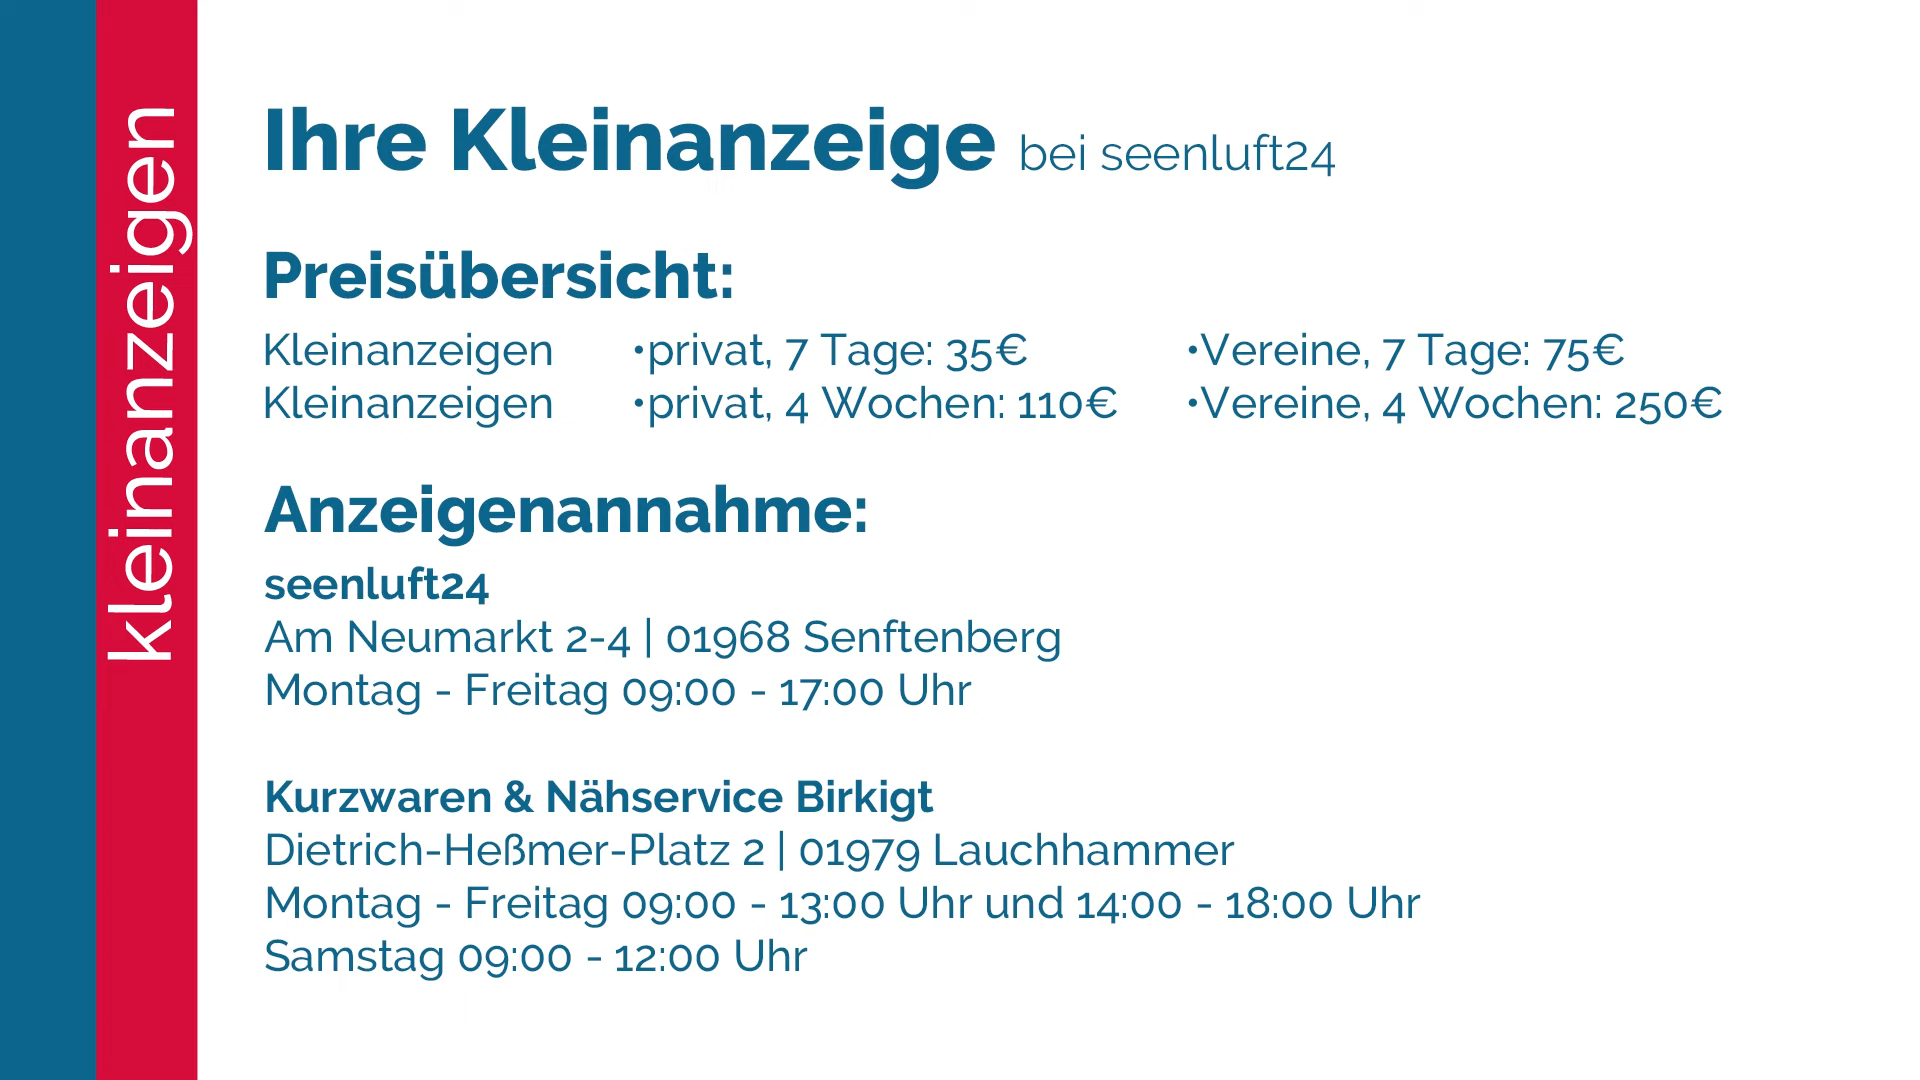 kleinanzeigen
Ihre Kleinanzeige bei seenluft24
Preisübersicht:
Kleinanzeigen •privat, 7 Tage: 35€ •Vereine, 7 Tage: 75€
Kleinanzeigen •privat, 4 Wochen: 110€ •Vereine, 4 Wochen: 250€
Anzeigenannahme:
seenluft24
Am Neumarkt 2-4 | 01968 Senftenberg
Montag - Freitag 09:00 - 17:00 Uhr
Kurzwaren & Nähservice Birkigt
Dietrich-Heßmer-Platz 2 | 01979 Lauchhammer
Montag - Freitag 09:00 - 13:00 Uhr und 14:00 - 18:00 Uhr
Samstag 09:00 - 12:00 Uhr